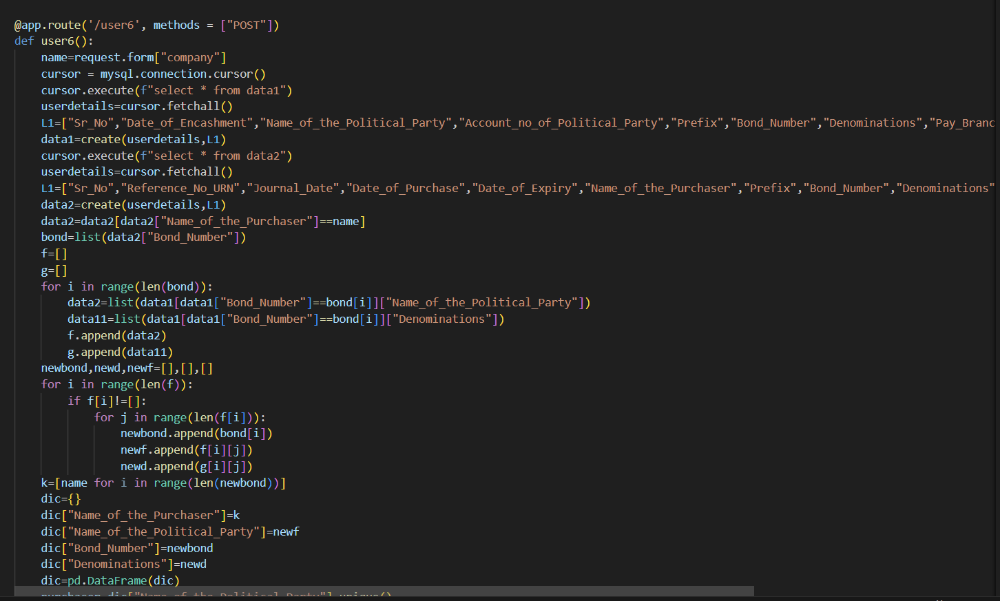 @app.route('/user6', methods = ["POST"])
def user6():
    name=request.form["company"]
    cursor = mysql.connection.cursor()
    cursor.execute(f"select * from data1")
    userdetails=cursor.fetchall()
    L1=["Sr_No","Date_of_Encashment","Name_of_the_Political_Party","Account_no_of_Political_Party","Prefix","Bond_Number","Denominations","Pay_Branc
    data1=create(userdetails,L1)
    cursor.execute(f"select * from data2")
    userdetails=cursor.fetchall()
    L1=["Sr_No","Reference_No_URN","Journal_Date","Date_of_Purchase","Date_of_Expiry","Name_of_the_Purchaser","Prefix","Bond_Number","Denominations"
    data2=create(userdetails,L1)
    data2=data2[data2["Name_of_the_Purchaser"]==name]
    bond=list(data2["Bond_Number"])
    f=[]
    g=[]
    for i in range(len(bond)):
        data2=list(data1[data1["Bond_Number"]==bond[i]]["Name_of_the_Political_Party"])
        data11=list(data1[data1["Bond_Number"]==bond[i]]["Denominations"])
        f.append(data2)
        g.append(data11)
    newbond,newd,newf=[],[],[]
    for i in range(len(f)):
        if f[i]!=[]:
            for j in range(len(f[i])):
                newbond.append(bond[i])
                newf.append(f[i][j])
                newd.append(g[i][j])
    k=[name for i in range(len(newbond))]
    dic={}
    dic["Name_of_the_Purchaser"]=k
    dic["Name_of_the_Political_Party"]=newf
    dic["Bond_Number"]=newbond
    dic["Denominations"]=newd
    dic=pd.DataFrame(dic)
    purchaser=dic["Name_of_the_Political_Party"].unique()